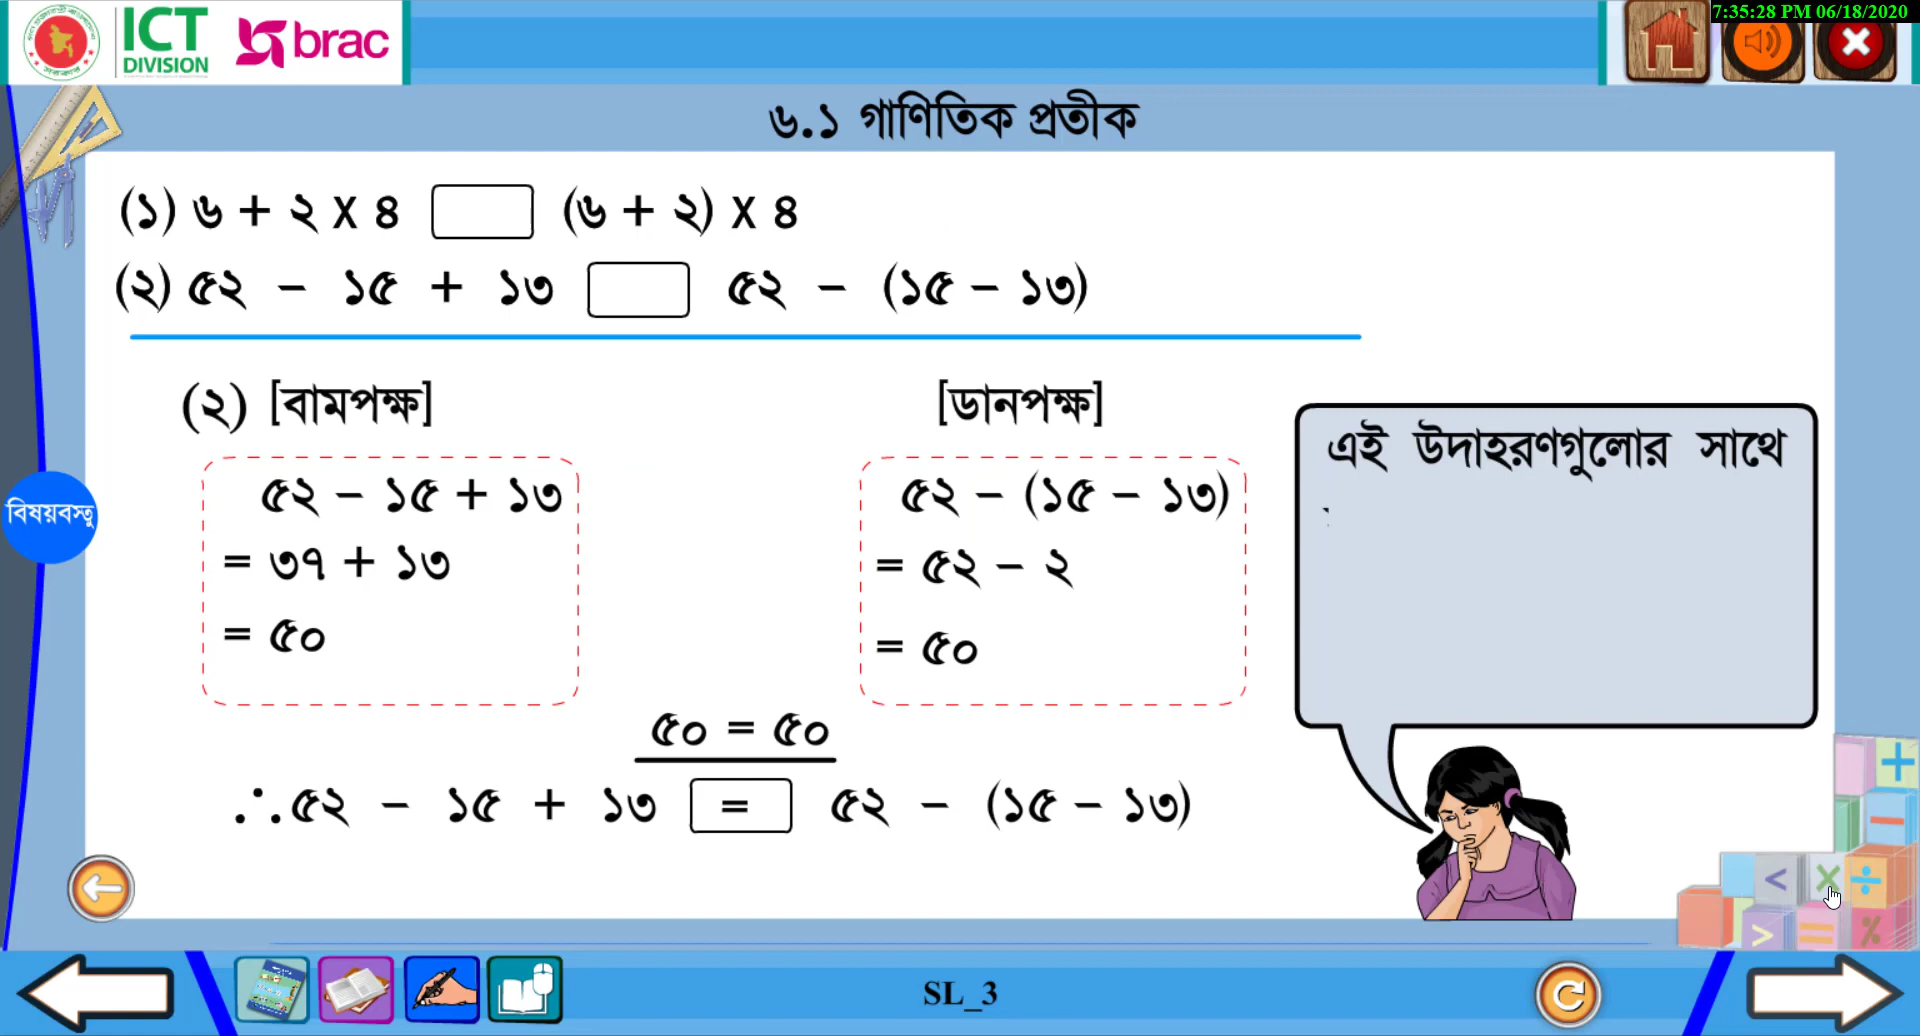 ICT
DIVISION
brac
7:35:28 PM 06/18/2020
৬.১ গাণিতিক প্রতীক
(১) ৬ + ২ X ৪ (৬ + ২) X ৪
(২) ৫২ − ১৫ + ১৩ ৫২ − (১৫ − ১৩)
(২) [বামপক্ষ] [ডানপক্ষ]
৫২ − ১৫ + ১৩
= ৩৭ + ১৩
= ৫০
৫২ − (১৫ − ১৩)
= ৫২ − ২
= ৫০
৫০ = ৫০
∴ ৫২ − ১৫ + ১৩ = ৫২ − (১৫ − ১৩)
এই উদাহরণগুলোর সাথে
বিষয়বস্তু
+
−
< × ÷
> = %
SL_3